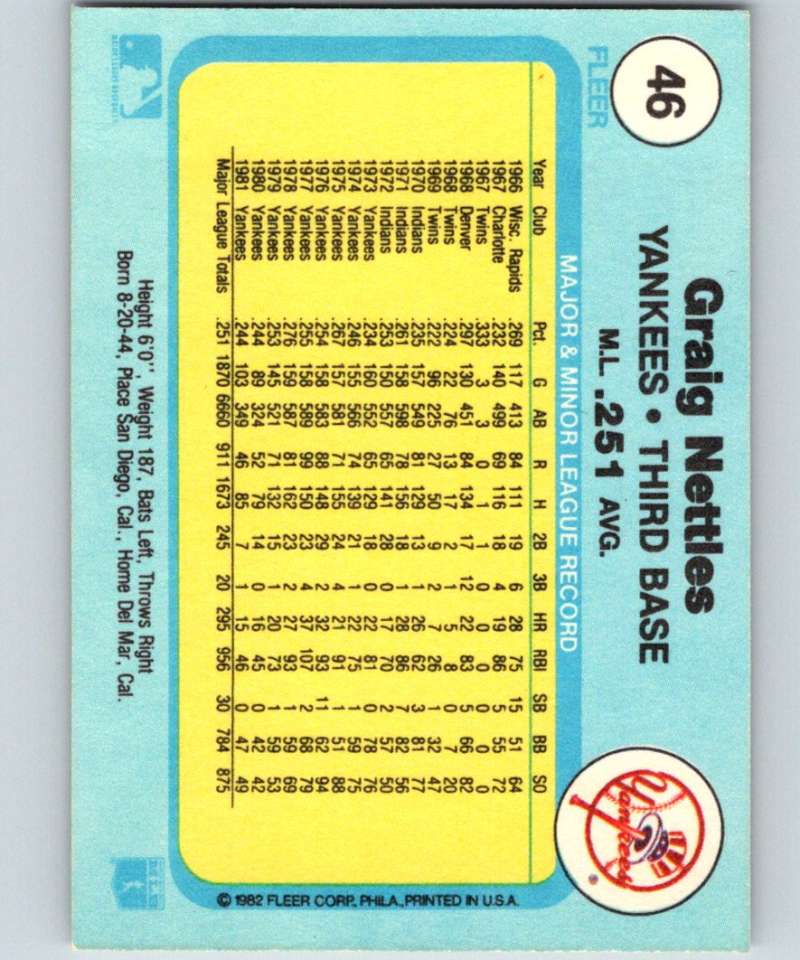 46
FLEER
Graig Nettles
YANKEES • THIRD BASE
M.L .251 AVG.
Yankees
MAJOR & MINOR LEAGUE RECORD
Year Club Pct. G AB R H 2B 3B HR RBI SB BB SO
1966 Wisc. Rapids .269 117 413 84 111 19 6 28 75 15 51 64
1967 Charlotte .232 140 499 69 116 18 4 19 86 5 55 72
1967 Twins .333 3 3 0 1 1 0 0 0 0 0 0
1968 Denver .297 130 451 84 134 17 12 22 83 5 66 82
1968 Twins .224 22 76 13 17 2 1 5 8 0 7 20
1969 Twins .222 96 225 27 50 9 2 7 26 1 32 47
1970 Indians .235 157 549 81 129 13 1 26 62 3 81 77
1971 Indians .261 158 598 78 156 18 1 28 86 7 82 56
1972 Indians .253 150 557 65 141 28 0 17 70 2 57 50
1973 Yankees .234 160 552 65 129 18 0 22 81 0 78 76
1974 Yankees .246 155 566 74 139 21 1 22 75 1 59 75
1975 Yankees .267 157 581 71 155 24 4 21 91 1 51 88
1976 Yankees .254 158 583 88 148 29 2 32 93 11 62 94
1977 Yankees .255 158 589 99 150 23 4 37 107 2 68 79
1978 Yankees .276 159 587 81 162 23 2 27 93 1 59 69
1979 Yankees .253 145 521 71 132 15 1 20 73 1 59 53
1980 Yankees .244 89 324 52 79 14 0 16 45 0 42 42
1981 Yankees .244 103 349 46 85 7 1 15 46 0 47 49
Major League Totals .251 1870 6660 911 1673 245 20 295 956 30 784 875
© 1982 FLEER CORP., PHILA., PRINTED IN U.S.A.
Height 6'0", Weight 187, Bats Left, Throws Right
Born 8-20-44, Place San Diego, Cal., Home Del Mar, Cal.